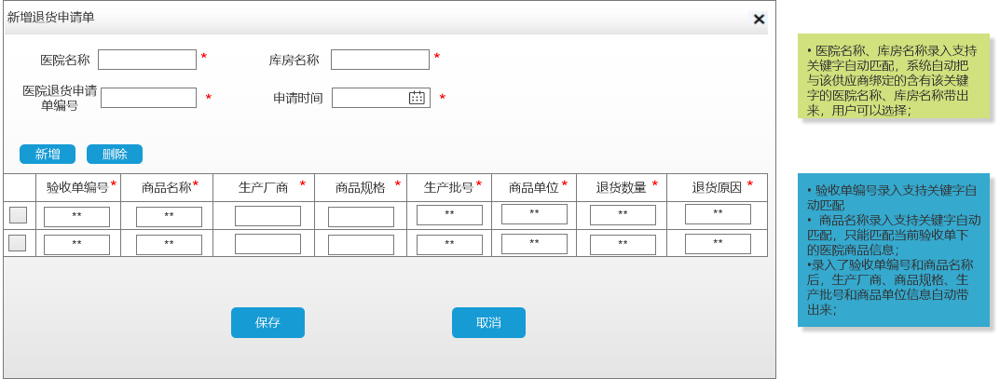 新增退货申请单
医院名称 * 库房名称 *
医院退货申请
单编号 * 申请时间 *
新增 删除
验收单编号* 商品名称* 生产厂商 * 商品规格 * 生产批号* 商品单位* 退货数量 * 退货原因 *
** ** ** ** ** **
** ** ** ** ** **
保存 取消
• 医院名称、库房名称录入支持
关键字自动匹配，系统自动把
与该供应商绑定的含有该关键
字的医院名称、库房名称带出
来，用户可以选择；
• 验收单编号录入支持关键字自
动匹配
• 商品名称录入支持关键字自动
匹配，只能匹配当前验收单下
的医院商品信息；
•录入了验收单编号和商品名称
后，生产厂商、商品规格、生
产批号和商品单位信息自动带
出来；